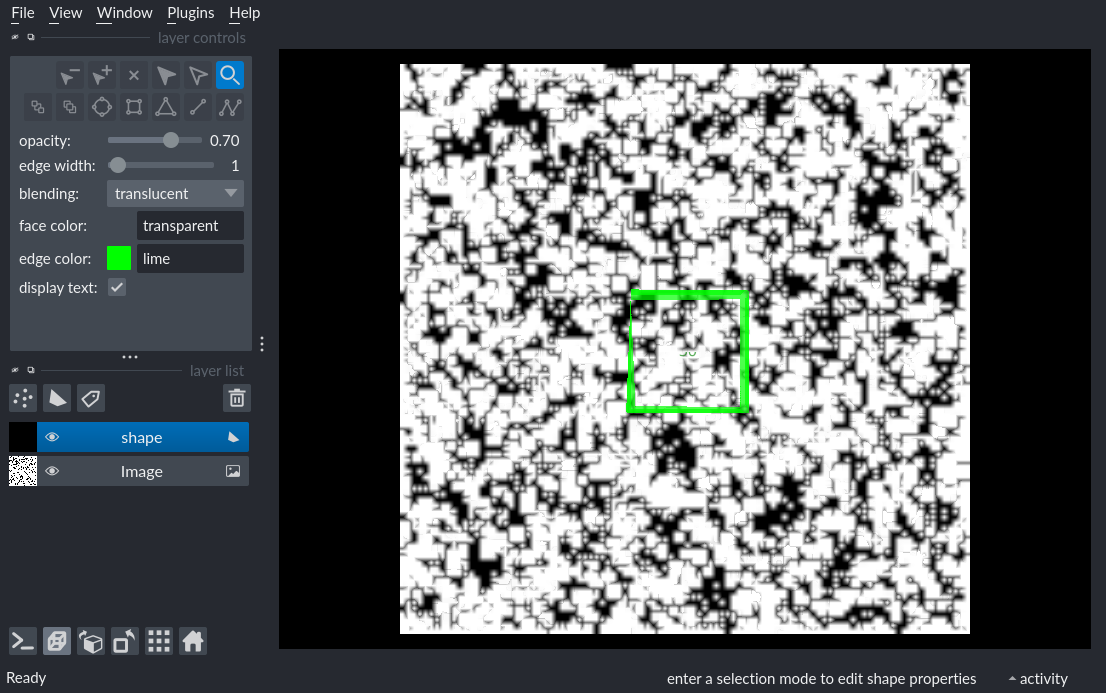 File View Window Plugins Help
layer controls
opacity: 0.70
edge width: 1
blending: translucent
face color: transparent
edge color: lime
display text:
layer list
shape
Image
Ready
enter a selection mode to edit shape properties
activity